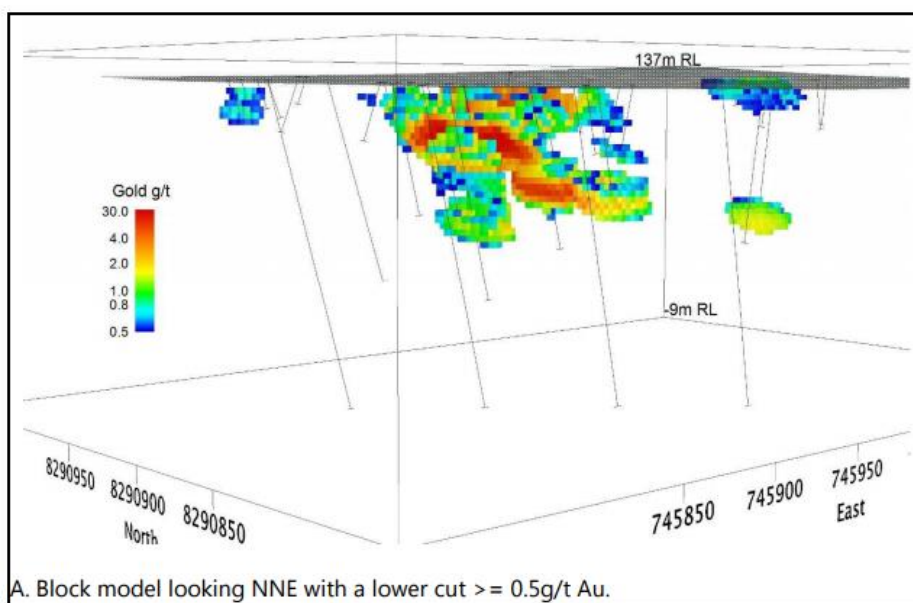 137m RL
Gold g/t
30.0
4.0
2.0
1.0
0.8
0.5
-9m RL
8290950
8290900
8290850
North
745850
745900
745950
East
A. Block model looking NNE with a lower cut >= 0.5g/t Au.